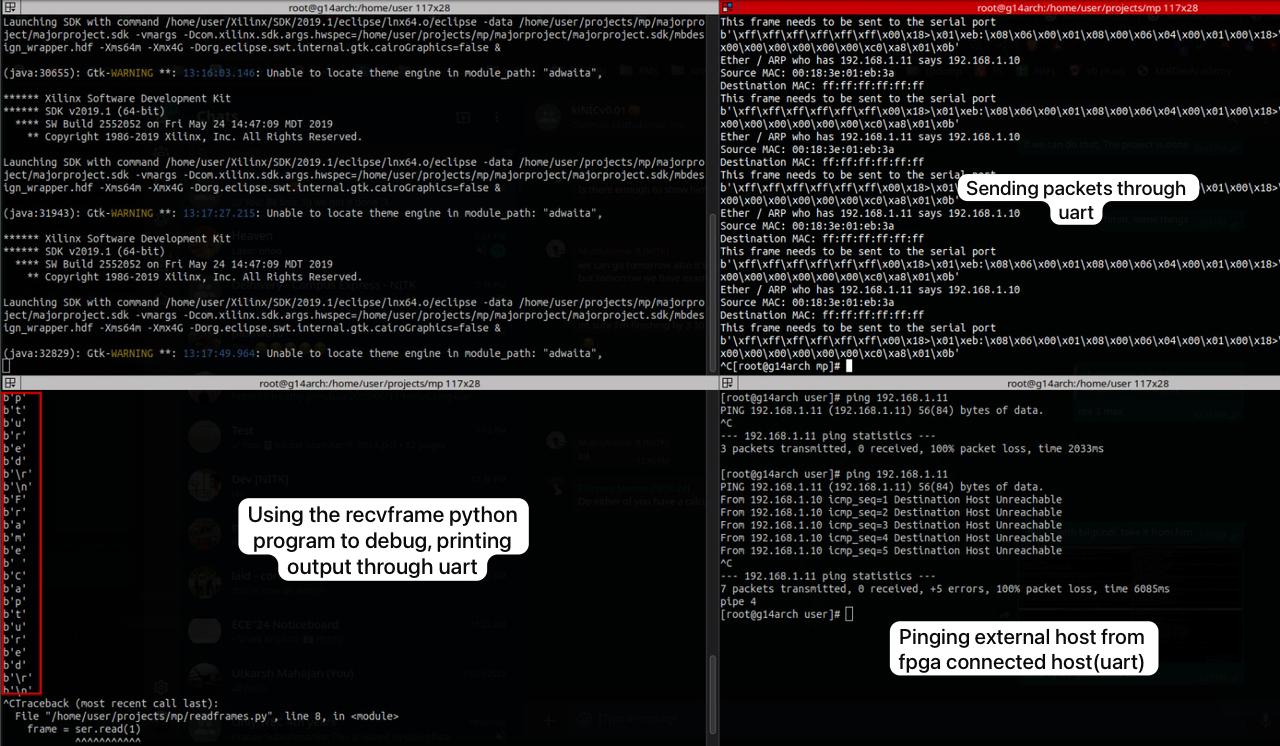 root@g14arch:/home/user 117x28
Launching SDK with command /home/user/Xilinx/SDK/2019.1/eclipse/lnx64.o/eclipse -data /home/user/projects/mp/majorpro
ject/majorproject.sdk -vmargs -Dcom.xilinx.sdk.args.hwspec=/home/user/projects/mp/majorproject/majorproject.sdk/mbdes
ign_wrapper.hdf -Xms64m -Xmx4G -Dorg.eclipse.swt.internal.gtk.cairoGraphics=false &
(java:30655): Gtk-WARNING **: 13:16:03.146: Unable to locate theme engine in module_path: "adwaita",
****** Xilinx Software Development Kit
****** SDK v2019.1 (64-bit)
**** SW Build 2552052 on Fri May 24 14:47:09 MDT 2019
** Copyright 1986-2019 Xilinx, Inc. All Rights Reserved.
Launching SDK with command /home/user/Xilinx/SDK/2019.1/eclipse/lnx64.o/eclipse -data /home/user/projects/mp/majorpro
ject/majorproject.sdk -vmargs -Dcom.xilinx.sdk.args.hwspec=/home/user/projects/mp/majorproject/majorproject.sdk/mbdes
ign_wrapper.hdf -Xms64m -Xmx4G -Dorg.eclipse.swt.internal.gtk.cairoGraphics=false &
(java:31943): Gtk-WARNING **: 13:17:27.215: Unable to locate theme engine in module_path: "adwaita",
****** Xilinx Software Development Kit
****** SDK v2019.1 (64-bit)
**** SW Build 2552052 on Fri May 24 14:47:09 MDT 2019
** Copyright 1986-2019 Xilinx, Inc. All Rights Reserved.
Launching SDK with command /home/user/Xilinx/SDK/2019.1/eclipse/lnx64.o/eclipse -data /home/user/projects/mp/majorpro
ject/majorproject.sdk -vmargs -Dcom.xilinx.sdk.args.hwspec=/home/user/projects/mp/majorproject/majorproject.sdk/mbdes
ign_wrapper.hdf -Xms64m -Xmx4G -Dorg.eclipse.swt.internal.gtk.cairoGraphics=false &
(java:32829): Gtk-WARNING **: 13:17:49.964: Unable to locate theme engine in module_path: "adwaita",
root@g14arch:/home/user/projects/mp 117x28
This frame needs to be sent to the serial port
b'\xff\xff\xff\xff\xff\xff\x00\x18>\x01\xeb:\x08\x06\x00\x01\x08\x00\x06\x04\x00\x01\x00\x18>
x00\x00\x00\x00\x00\x00\xc0\xa8\x01\x0b'
Ether / ARP who has 192.168.1.11 says 192.168.1.10
Source MAC: 00:18:3e:01:eb:3a
Destination MAC: ff:ff:ff:ff:ff:ff
This frame needs to be sent to the serial port
b'\xff\xff\xff\xff\xff\xff\x00\x18>\x01\xeb:\x08\x06\x00\x01\x08\x00\x06\x04\x00\x01\x00\x18>
x00\x00\x00\x00\x00\x00\xc0\xa8\x01\x0b'
Ether / ARP who has 192.168.1.11 says 192.168.1.10
Source MAC: 00:18:3e:01:eb:3a
Destination MAC: ff:ff:ff:ff:ff:ff
This frame needs to be sent to the serial port
b'\xff\xff\xff\xff\xff\xff\x00\x18> \x01\x00\x18>
x00\x00\x00\x00\x00\x00\xc0\xa8\x01\x0b'
Ether / ARP who has 192.168.1.11 says 192.168.1.10
Source MAC: 00:18:3e:01:eb:3a
Destination MAC: ff:ff:ff:ff:ff:ff
This frame needs to be sent to the serial port
b'\xff\xff\xff\xff\xff\xff\x00\x18>\x01\xeb:\x08\x06\x00\x01\x08\x00\x06\x04\x00\x01\x00\x18>
x00\x00\x00\x00\x00\x00\xc0\xa8\x01\x0b'
Ether / ARP who has 192.168.1.11 says 192.168.1.10
Source MAC: 00:18:3e:01:eb:3a
Destination MAC: ff:ff:ff:ff:ff:ff
This frame needs to be sent to the serial port
b'\xff\xff\xff\xff\xff\xff\x00\x18>\x01\xeb:\x08\x06\x00\x01\x08\x00\x06\x04\x00\x01\x00\x18>
x00\x00\x00\x00\x00\x00\xc0\xa8\x01\x0b'
^C[root@g14arch mp]#
Sending packets through
uart
root@g14arch:/home/user/projects/mp 117x28
b'p'
b't'
b'u'
b'r'
b'e'
b'd'
b'\r'
b'\n'
b'F'
b'r'
b'a'
b'm'
b'e'
b' '
b'C'
b'a'
b'p'
b't'
b'u'
b'r'
b'e'
b'd'
b'\r'
b'\n'
^CTraceback (most recent call last):
File "/home/user/projects/mp/readframes.py", line 8, in <module>
frame = ser.read(1)
^^^^^^^^^^^
Using the recvframe python
program to debug, printing
output through uart
root@g14arch:/home/user 117x28
[root@g14arch user]# ping 192.168.1.11
PING 192.168.1.11 (192.168.1.11) 56(84) bytes of data.
^C
--- 192.168.1.11 ping statistics ---
3 packets transmitted, 0 received, 100% packet loss, time 2033ms
[root@g14arch user]# ping 192.168.1.11
PING 192.168.1.11 (192.168.1.11) 56(84) bytes of data.
From 192.168.1.10 icmp_seq=1 Destination Host Unreachable
From 192.168.1.10 icmp_seq=2 Destination Host Unreachable
From 192.168.1.10 icmp_seq=3 Destination Host Unreachable
From 192.168.1.10 icmp_seq=4 Destination Host Unreachable
From 192.168.1.10 icmp_seq=5 Destination Host Unreachable
^C
--- 192.168.1.11 ping statistics ---
7 packets transmitted, 0 received, +5 errors, 100% packet loss, time 6085ms
pipe 4
[root@g14arch user]#
Pinging external host from
fpga connected host(uart)